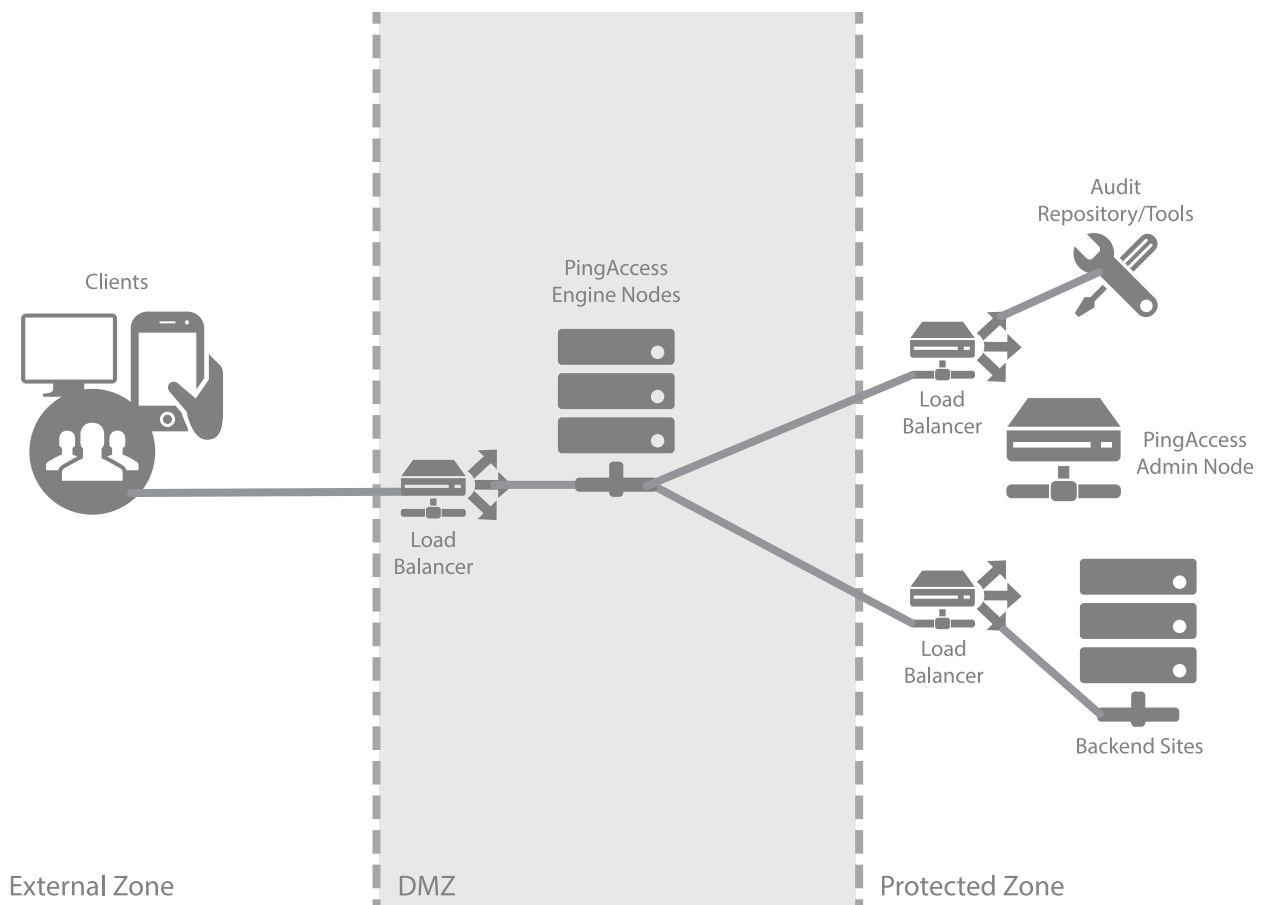 Clients
PingAccess
Engine Nodes
Load
Balancer
Audit
Repository/Tools
Load
Balancer
PingAccess
Admin Node
Load
Balancer
Backend Sites
External Zone
DMZ
Protected Zone